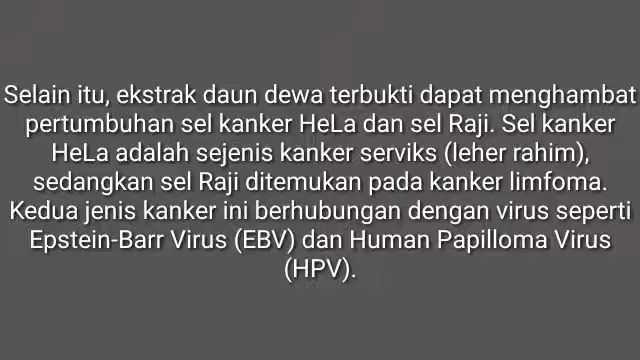 Selain itu, ekstrak daun dewa terbukti dapat menghambat
pertumbuhan sel kanker HeLa dan sel Raji. Sel kanker
HeLa adalah sejenis kanker serviks (leher rahim),
sedangkan sel Raji ditemukan pada kanker limfoma.
Kedua jenis kanker ini berhubungan dengan virus seperti
Epstein-Barr Virus (EBV) dan Human Papilloma Virus
(HPV).